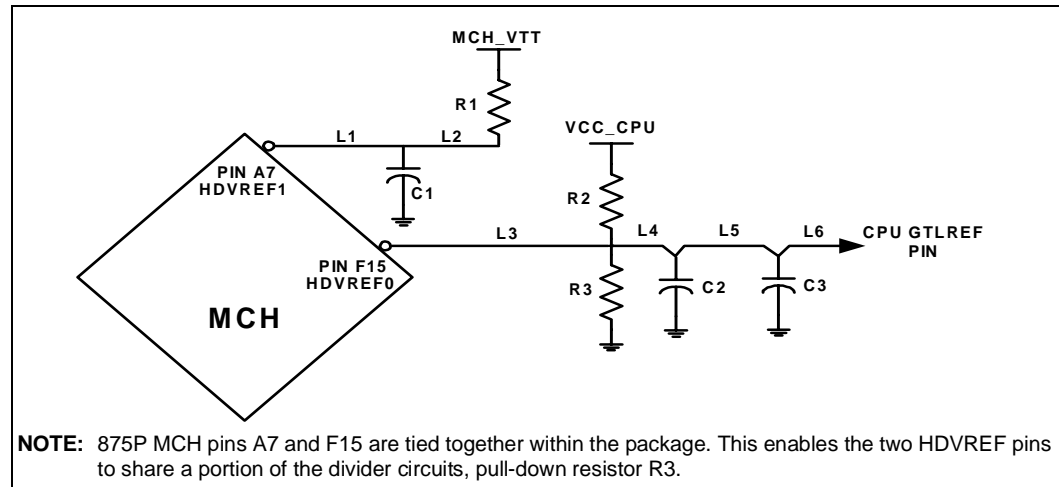 MCH_VTT
R1
VCC_CPU
L1
L2
PIN A7
HDVREF1
C1
R2
L3
L4
L5
L6
CPU GTLREF
PIN
PIN F15
HDVREF0
R3
C2
C3
MCH
NOTE: 875P MCH pins A7 and F15 are tied together within the package. This enables the two HDVREF pins
to share a portion of the divider circuits, pull-down resistor R3.